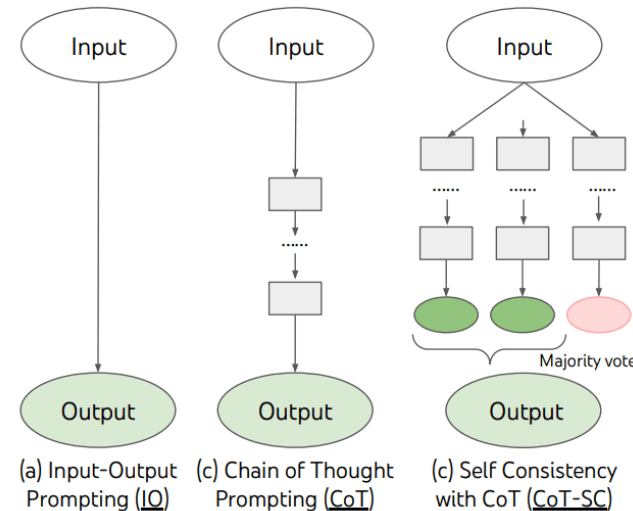 Input
Input
Input
......
...... ...... ......
Majority vote
Output
Output
Output
(a) Input-Output
Prompting (IO)
(c) Chain of Thought
Prompting (CoT)
(c) Self Consistency
with CoT (CoT-SC)